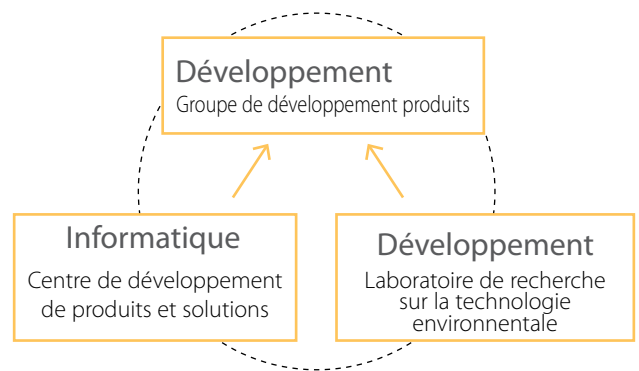 Développement
Groupe de développement produits
Informatique
Centre de développement
de produits et solutions
Développement
Laboratoire de recherche
sur la technologie
environnentale